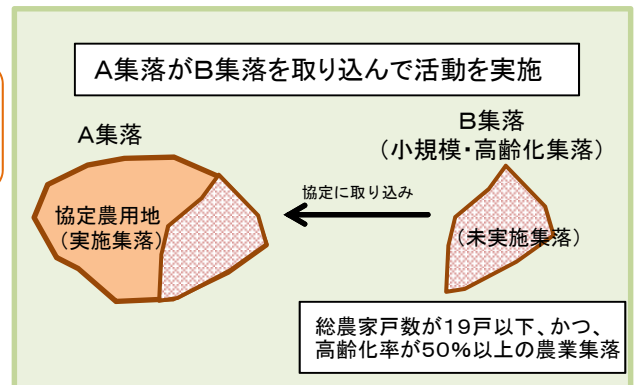 A集落がB集落を取り込んで活動を実施
A集落
B集落
(小規模・高齢化集落)
協定に取り込み
協定農用地
(実施集落)
(未実施集落)
総農家戸数が19戸以下、かつ、
高齢化率が50%以上の農業集落